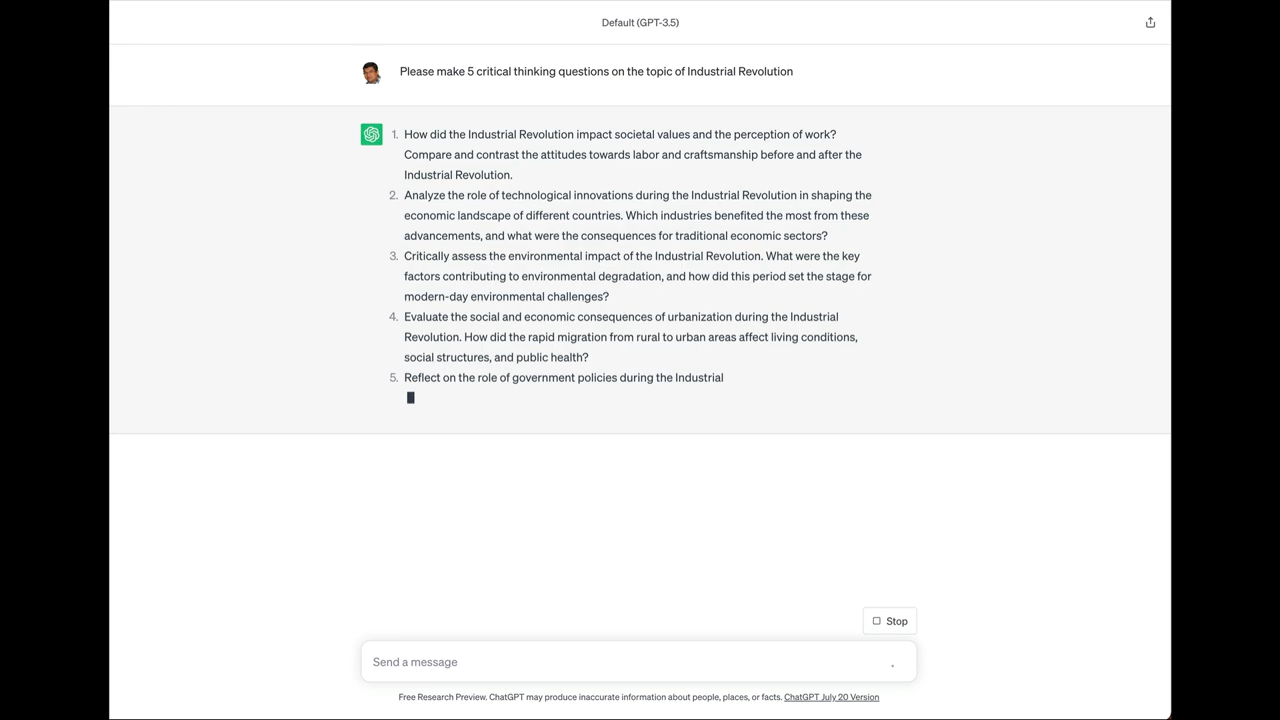 Default (GPT-3.5)
Please make 5 critical thinking questions on the topic of Industrial Revolution
1. How did the Industrial Revolution impact societal values and the perception of work?
Compare and contrast the attitudes towards labor and craftsmanship before and after the
Industrial Revolution.
2. Analyze the role of technological innovations during the Industrial Revolution in shaping the
economic landscape of different countries. Which industries benefited the most from these
advancements, and what were the consequences for traditional economic sectors?
3. Critically assess the environmental impact of the Industrial Revolution. What were the key
factors contributing to environmental degradation, and how did this period set the stage for
modern-day environmental challenges?
4. Evaluate the social and economic consequences of urbanization during the Industrial
Revolution. How did the rapid migration from rural to urban areas affect living conditions,
social structures, and public health?
5. Reflect on the role of government policies during the Industrial
Stop
Send a message
Free Research Preview. ChatGPT may produce inaccurate information about people, places, or facts. ChatGPT July 20 Version